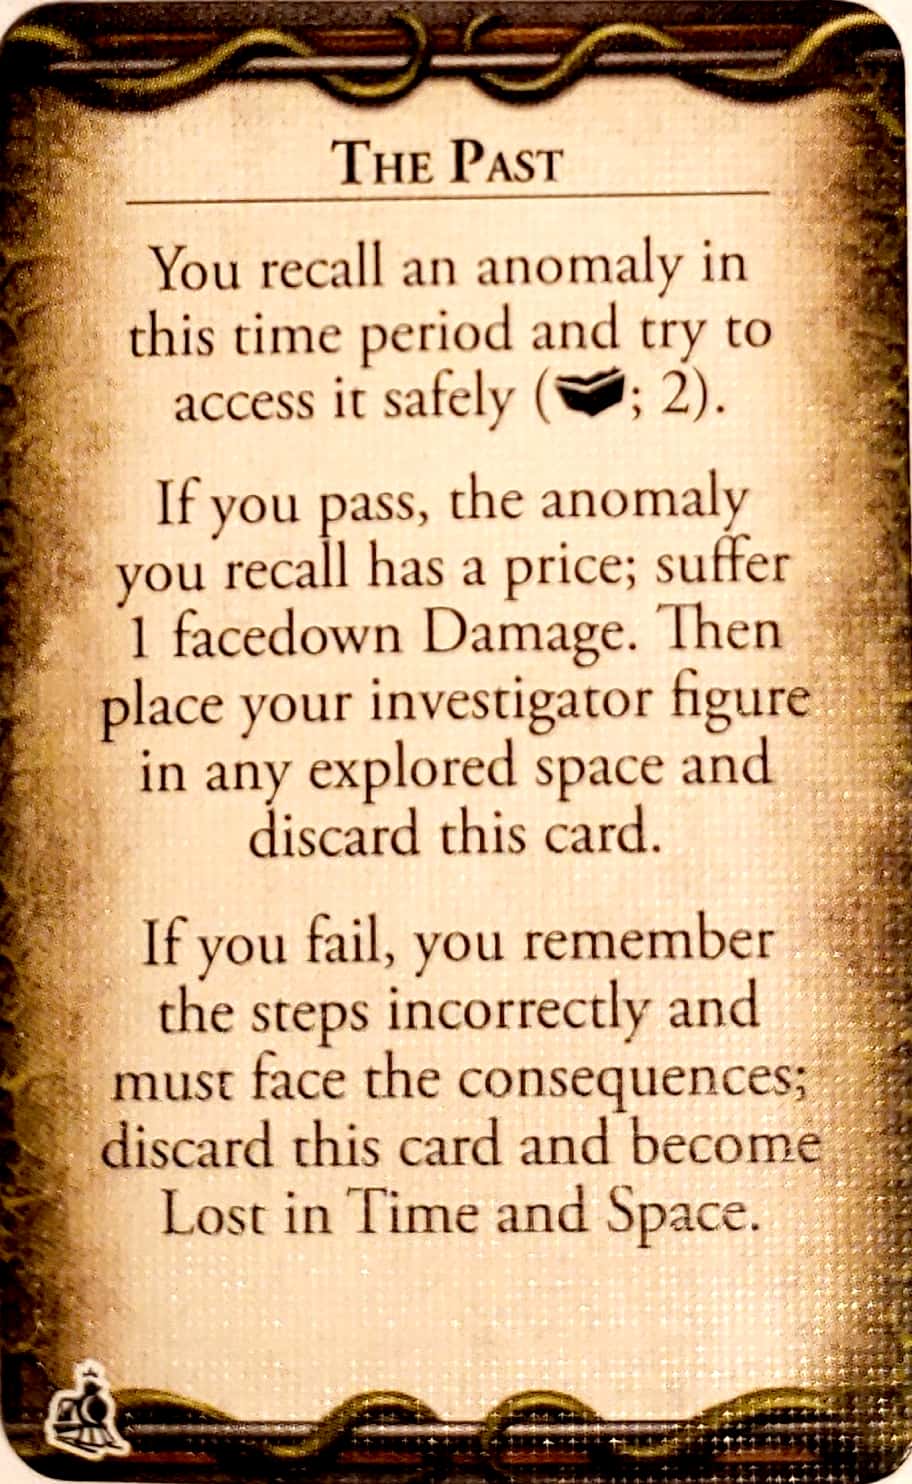 The Past
You recall an anomaly in
this time period and try to
access it safely (; 2).
If you pass, the anomaly
you recall has a price; suffer
1 facedown Damage. Then
place your investigator figure
in any explored space and
discard this card.
If you fail, you remember
the steps incorrectly and
must face the consequences;
discard this card and become
Lost in Time and Space.